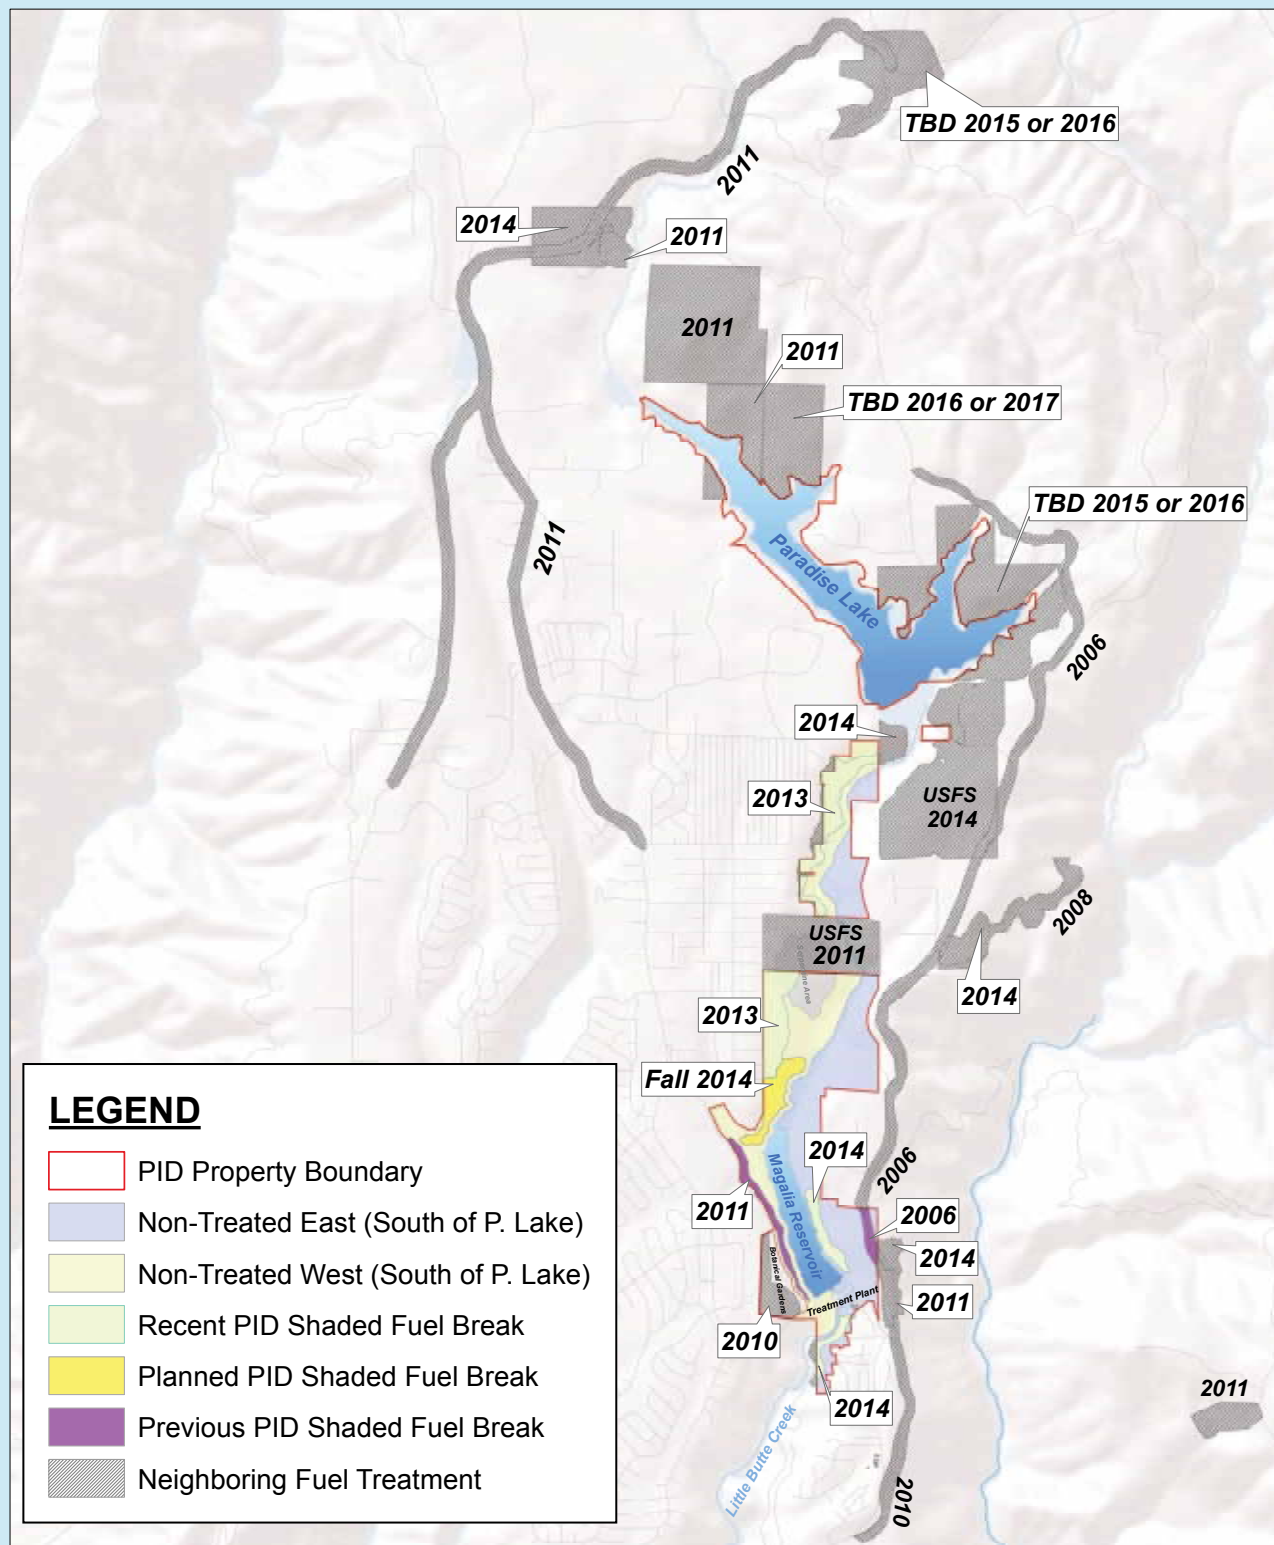 TBD 2015 or 2016
2011
2014
2011
2011
2011
TBD 2016 or 2017
TBD 2015 or 2016
2011
Paradise Lake
2006
2014
2013
USFS
2014
2008
USFS
2011
2014
2013
Fall 2014
2014
2006
2011
Magalia Reservoir
2006
2014
Botanical Gardens
2011
Treatment Plant
2010
2014
2011
Little Butte Creek
2010
LEGEND
PID Property Boundary
Non-Treated East (South of P. Lake)
Non-Treated West (South of P. Lake)
Recent PID Shaded Fuel Break
Planned PID Shaded Fuel Break
Previous PID Shaded Fuel Break
Neighboring Fuel Treatment